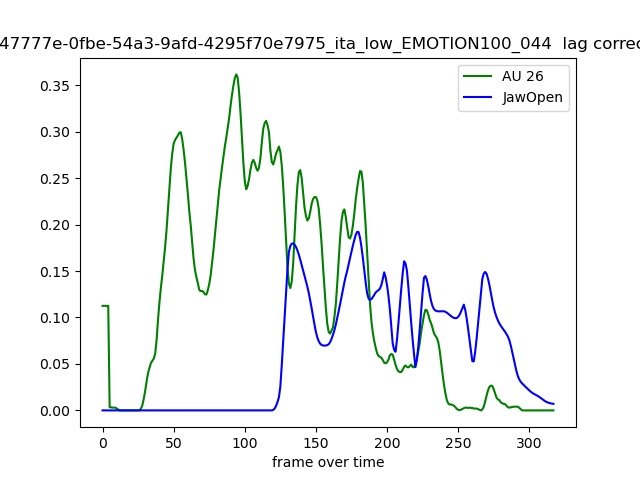 47777e-0fbe-54a3-9afd-4295f70e7975_ita_low_EMOTION100_044 lag correc
AU 26
JawOpen
0.35
0.30
0.25
0.20
0.15
0.10
0.05
0.00
0 50 100 150 200 250 300
frame over time